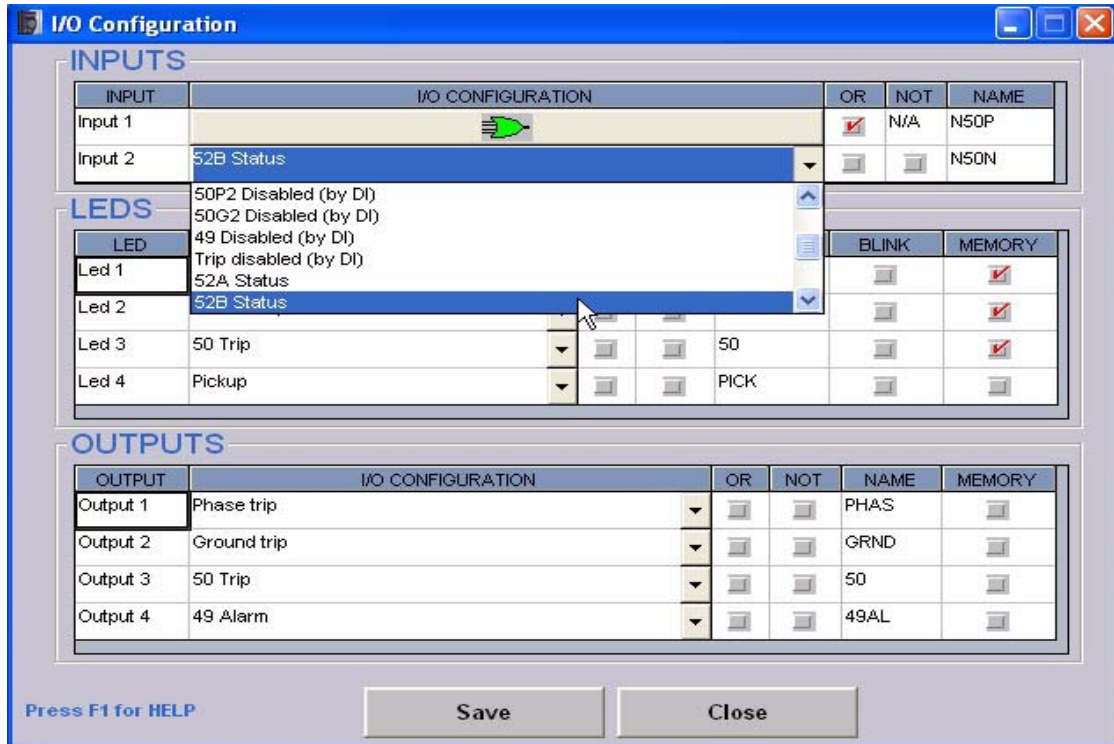 I/O Configuration
INPUTS
INPUT I/O CONFIGURATION OR NOT NAME
Input 1 N/A N50P
Input 2 52B Status N50N
50P2 Disabled (by DI)
50G2 Disabled (by DI)
49 Disabled (by DI)
Trip disabled (by DI)
52A Status
52B Status
LEDS
LED BLINK MEMORY
Led 1
Led 2
Led 3 50 Trip 50
Led 4 Pickup PICK
OUTPUTS
OUTPUT I/O CONFIGURATION OR NOT NAME MEMORY
Output 1 Phase trip PHAS
Output 2 Ground trip GRND
Output 3 50 Trip 50
Output 4 49 Alarm 49AL
Press F1 for HELP Save Close